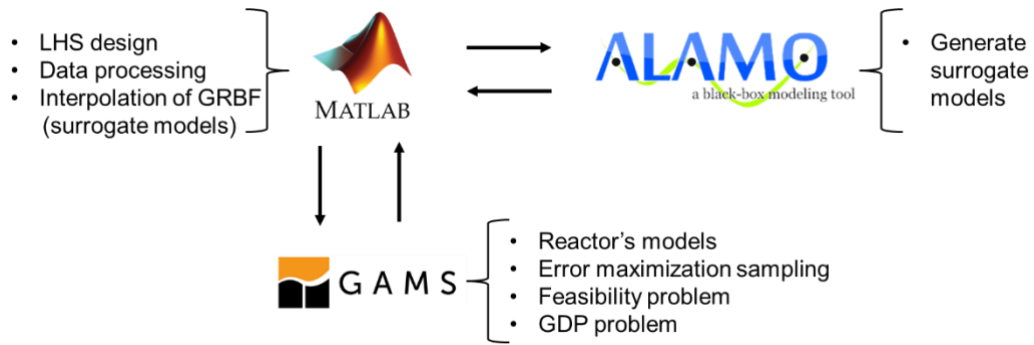 • LHS design
• Data processing
• Interpolation of GRBF
(surrogate models)
MATLAB
ALAMO
a black-box modeling tool
• Generate
surrogate
models
GAMS
• Reactor's models
• Error maximization sampling
• Feasibility problem
• GDP problem